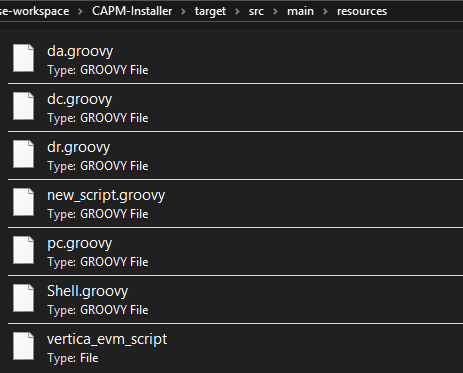 se-workspace > CAPM-Installer > target > src > main > resources
da.groovy
Type: GROOVY File
dc.groovy
Type: GROOVY File
dr.groovy
Type: GROOVY File
new_script.groovy
Type: GROOVY File
pc.groovy
Type: GROOVY File
Shell.groovy
Type: GROOVY File
vertica_evm_script
Type: File